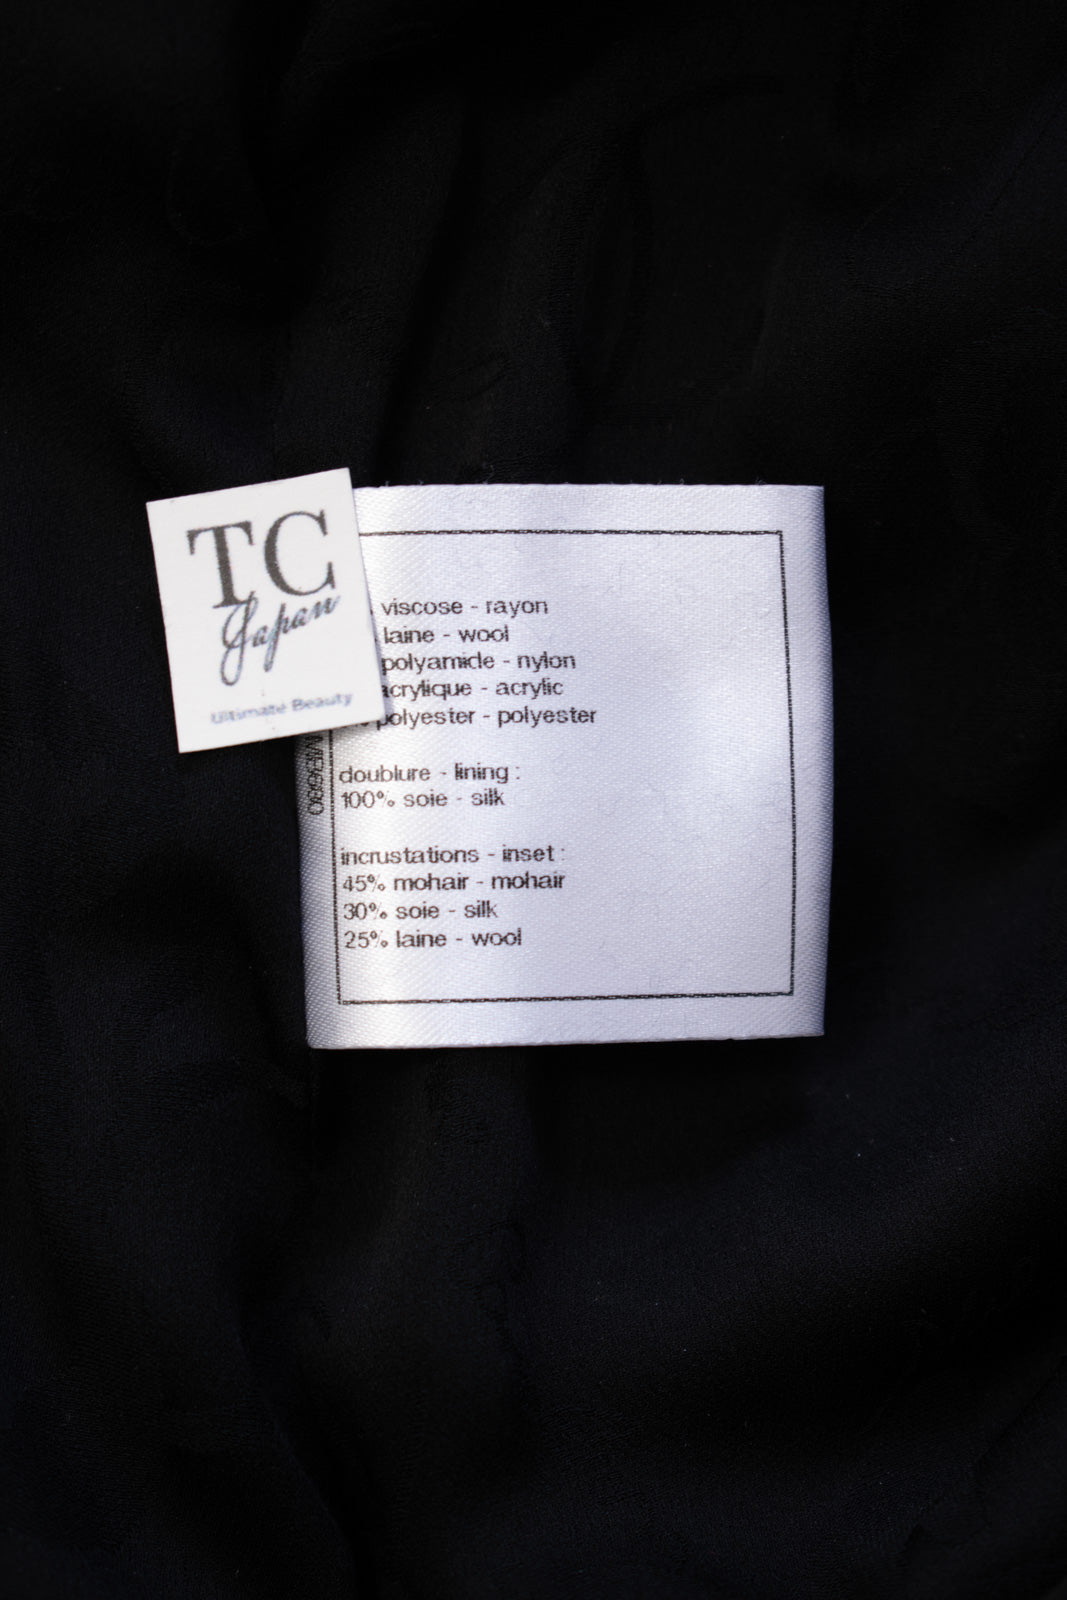 TC
Japan
Ultimate Beauty
viscose - rayon
laine - wool
polyamide - nylon
acrylique - acrylic
polyester - polyester
doublure - lining :
100% soie - silk
incrustations - inset :
45% mohair - mohair
30% soie - silk
25% laine - wool